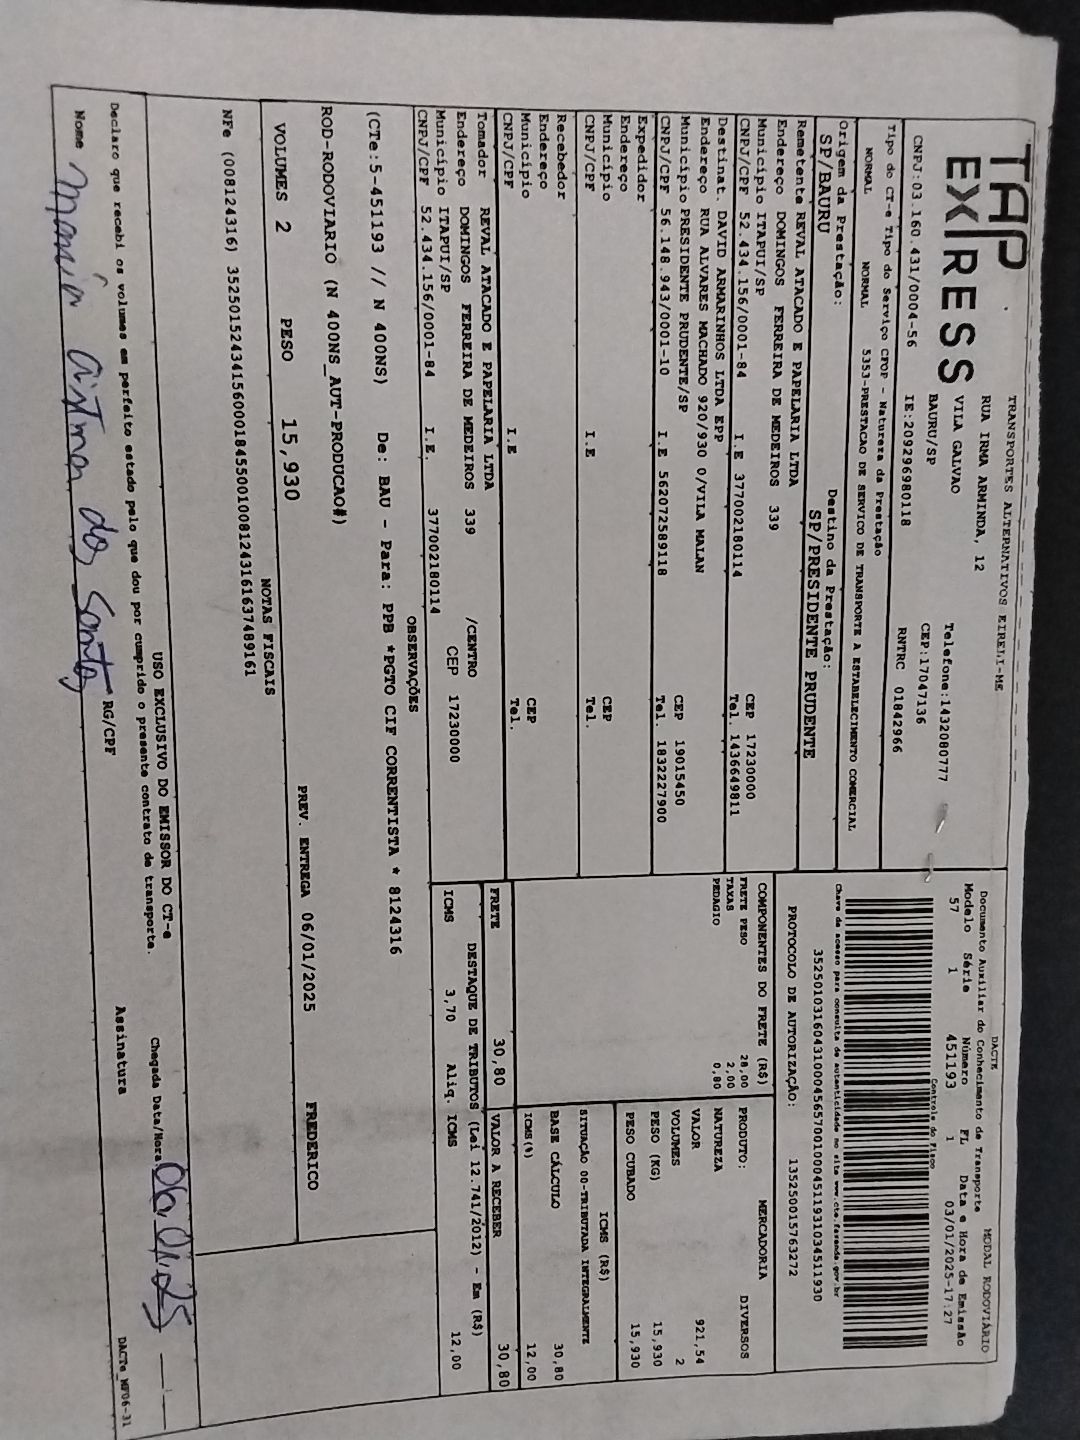 TAP EXPRESS
TRANSPORTES ALTERNATIVOS EIRELI-ME
RUA IRMA ARMINDA, 12
VILA GALVAO
BAURU/SP
Telefone:1432080777
CEP:17047136
CNPJ:03.160.431/0004-56 IE:209296980118 RNTRC 01842966
Tipo do CT-e Tipo do Serviço CFOP - Natureza da Prestação
NORMAL NORMAL 5353-PRESTACAO DE SERVICO DE TRANSPORTE A ESTABELECIMENTO COMERCIAL
Origem da Prestação: Destino da Prestação:
SP/BAURU SP/PRESIDENTE PRUDENTE
Remetente REVAL ATACADO E PAPELARIA LTDA
Endereço DOMINGOS FERREIRA DE MEDEIROS 339
Município ITAPUI/SP CEP 17230000
CNPJ/CPF 52.434.156/0001-84 I.E 377002180114 Tel. 1436649811
Destinat. DAVID ARMARINHOS LTDA EPP
Endereço RUA ALVARES MACHADO 920/930 0/VILA MALAN
Município PRESIDENTE PRUDENTE/SP CEP 19015450
CNPJ/CPF 56.148.943/0001-10 I.E 562072589118 Tel. 1832227900
Expedidor
Endereço
Município CEP
CNPJ/CPF I.E Tel.
Recebedor
Endereço
Município CEP
CNPJ/CPF I.E Tel.
Tomador REVAL ATACADO E PAPELARIA LTDA
Endereço DOMINGOS FERREIRA DE MEDEIROS 339 /CENTRO
Município ITAPUI/SP CEP 17230000
CNPJ/CPF 52.434.156/0001-84 I.E. 377002180114
DACTE MODAL RODOVIÁRIO
Documento Auxiliar do Conhecimento de Transporte
Modelo Série Número FL Data e Hora de Emissão
57 1 451193 1 03/01/2025-17:27
Controle do Fisco
Chave de acesso para consulta de autenticidade no site www.cte.fazenda.gov.br
35250103160431000456570010004511931034511930
PROTOCOLO DE AUTORIZAÇÃO: 135250015763272
COMPONENTES DO FRETE (R$)
FRETE PESO 28,00
TAXAS 2,00
PEDAGIO 0,80
MERCADORIA
PRODUTO: DIVERSOS
NATUREZA
VALOR 921,54
VOLUMES 2
PESO (KG) 15,930
PESO CUBADO 15,930
ICMS (R$)
SITUAÇÃO 00-TRIBUTADA INTEGRALMENTE
BASE CÁLCULO 30,80
ICMS(%) 12,00
FRETE 30,80 VALOR A RECEBER 30,80
DESTAQUE DE TRIBUTOS (Lei 12.741/2012) - Em (R$)
ICMS 3,70 Aliq. ICMS 12,00
OBSERVAÇÕES
(CTe:5-451193 // N 400NS) De: BAU - Para: PPB *PGTO CIF CORRENTISTA * 8124316
ROD-RODOVIARIO (N 400NS_AUT-PRODUCAO#)
VOLUMES 2 PESO 15,930 PREV. ENTREGA 06/01/2025 FREDERICO
NOTAS FISCAIS
NFe (008124316) 35250152434156000184550010081243161637489161
USO EXCLUSIVO DO EMISSOR DO CT-e
Declaro que recebi os volumes em perfeito estado pelo que dou por cumprido o presente contrato de transporte.
Chegada Data/Hora 06.01.25
Nome dos Santos RG/CPF Assinatura
DACTe_MF06-31